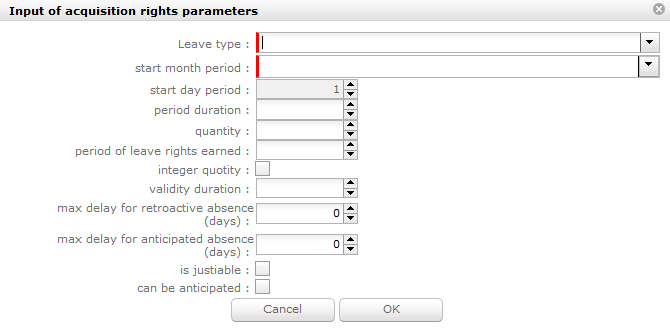 Input of acquisition rights parameters
Leave type :
start month period :
start day period : 1
period duration :
quantity :
period of leave rights earned :
integer quotity :
validity duration :
max delay for retroactive absence
(days) : 0
max delay for anticipated absence
(days) : 0
is justiable :
can be anticipated :
Cancel OK